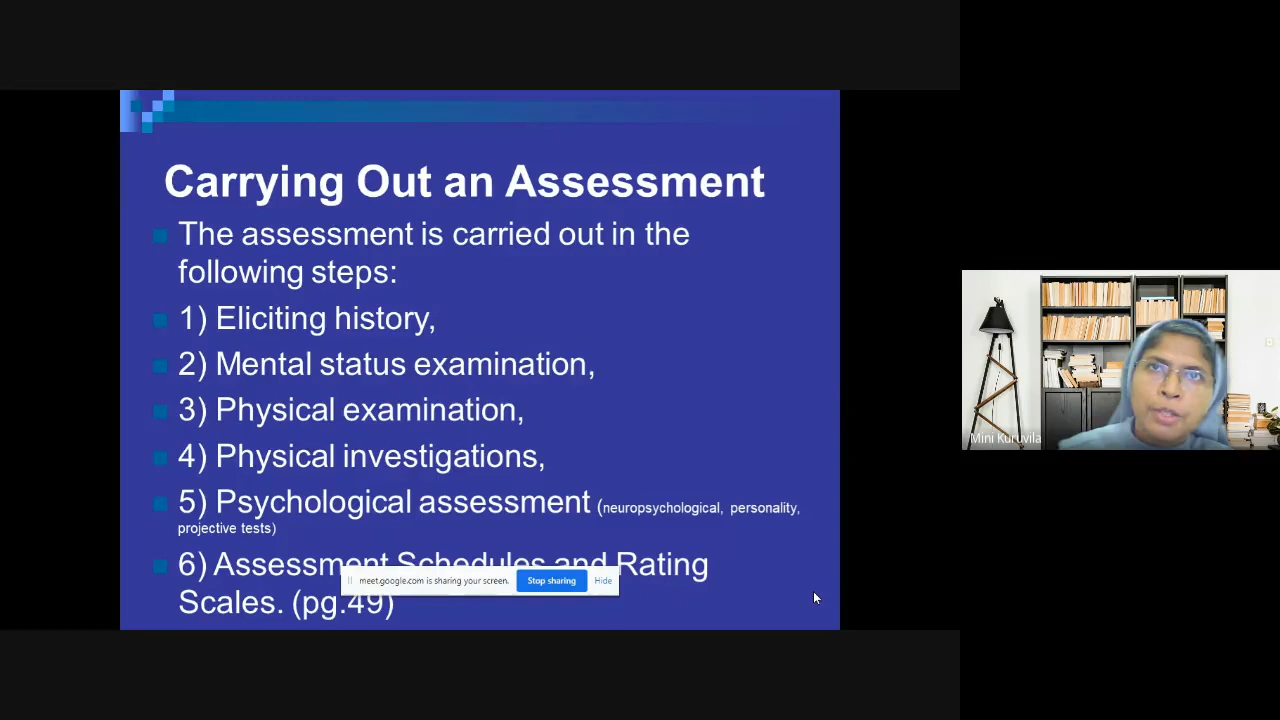 Carrying Out an Assessment
The assessment is carried out in the
following steps:
1) Eliciting history,
2) Mental status examination,
3) Physical examination,
4) Physical investigations,
5) Psychological assessment (neuropsychological, personality,
projective tests)
6) Assessment Schedules and Rating
meet.google.com is sharing your screen. Stop sharing Hide
Scales. (pg.49)
Mini Kuruvila